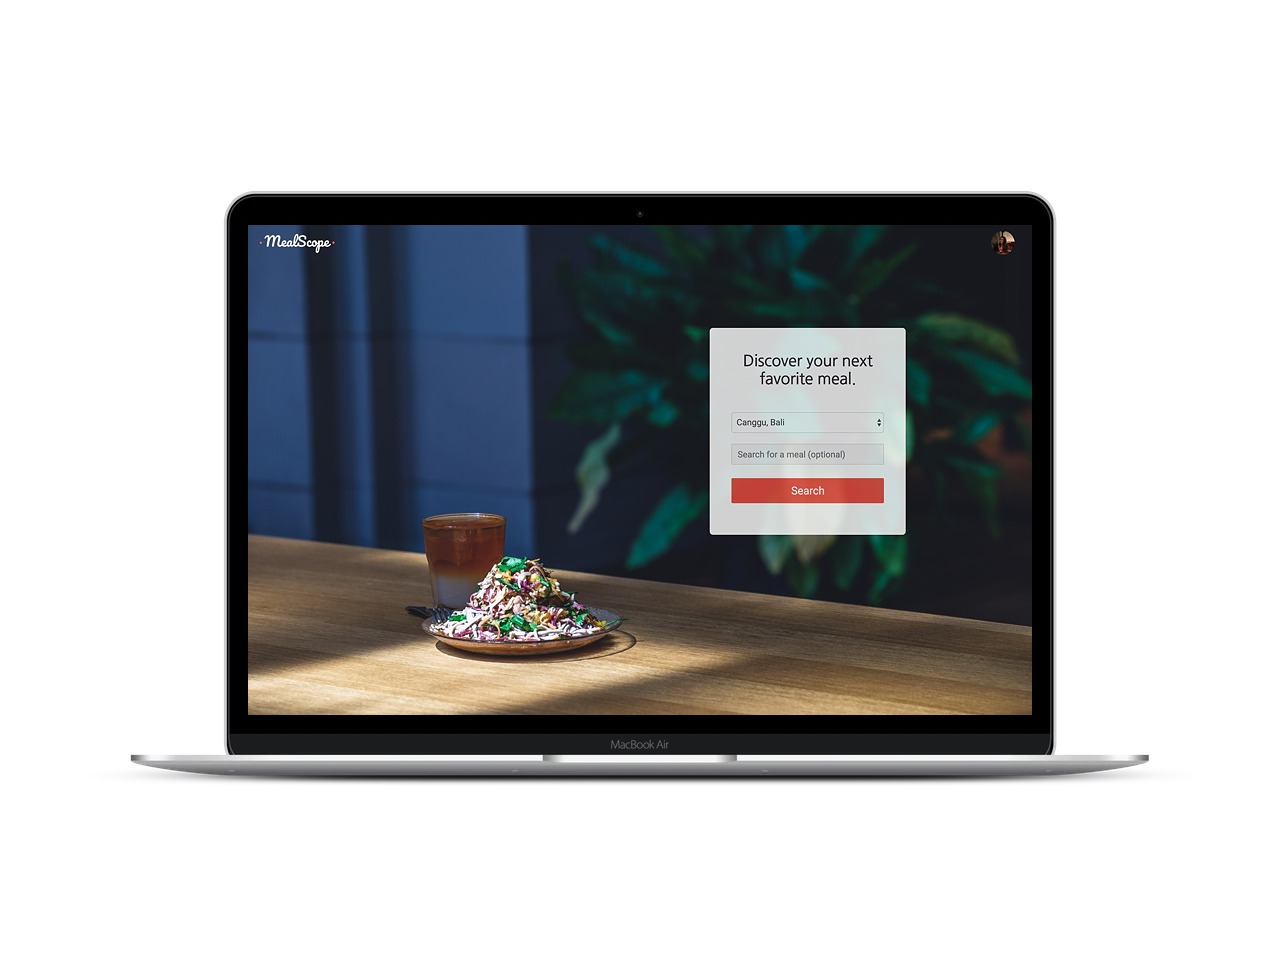 MealScope
Discover your next
favorite meal.
Canggu, Bali
Search for a meal (optional)
Search
MacBook Air